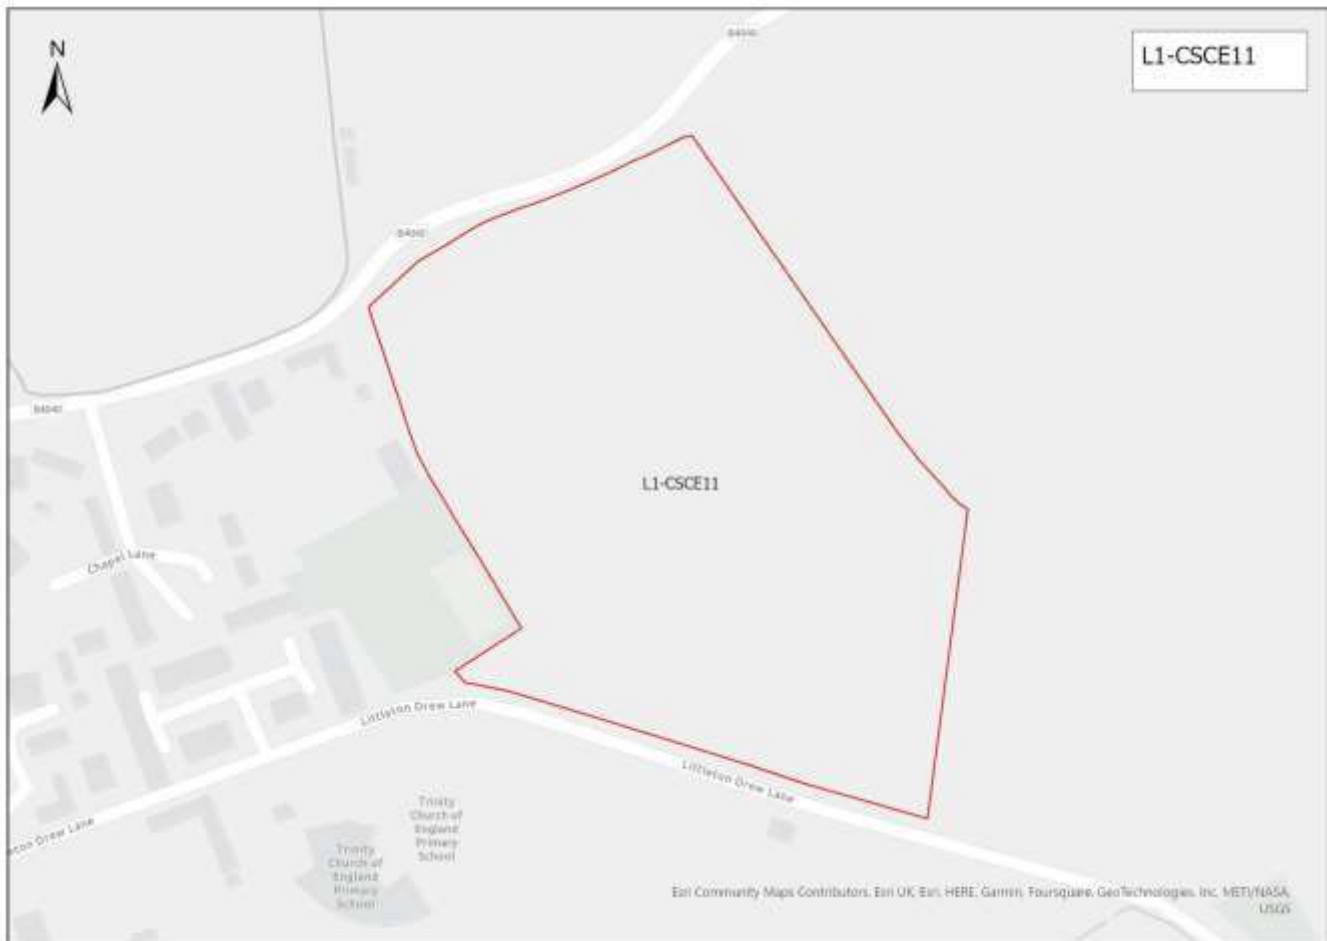 N
L1-CSCE11
B4040
B4040
B4040
L1-CSCE11
Chapel Lane
Littleton Drew Lane
Littleton Drew Lane
Drew Lane
Trinity
Church of
England
Primary
School
Trinity
Church of
England
Primary
School
Esri Community Maps Contributors, Esri UK, Esri, HERE, Garmin, Foursquare, GeoTechnologies, Inc, METI/NASA,
USGS